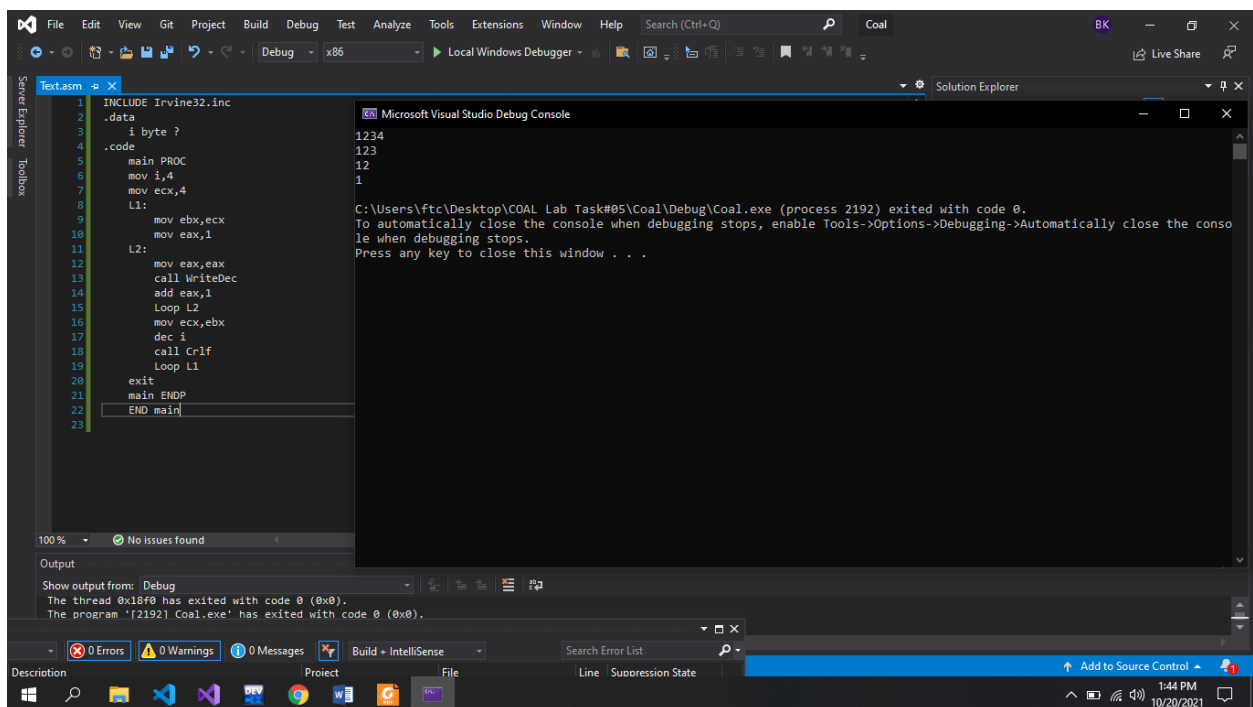 File Edit View Git Project Build Debug Test Analyze Tools Extensions Window Help Search (Ctrl+Q) Coal BK
Debug x86 Local Windows Debugger Live Share
Server Explorer
Toolbox
Text.asm
Solution Explorer
1 INCLUDE Irvine32.inc
2 .data
3 i byte ?
4 .code
5 main PROC
6 mov i,4
7 mov ecx,4
8 L1:
9 mov ebx,ecx
10 mov eax,1
11 L2:
12 mov eax,eax
13 call WriteDec
14 add eax,1
15 Loop L2
16 mov ecx,ebx
17 dec i
18 call Crlf
19 Loop L1
20 exit
21 main ENDP
22 END main
23
Microsoft Visual Studio Debug Console
1234
123
12
1
C:\Users\ftc\Desktop\COAL Lab Task#05\Coal\Debug\Coal.exe (process 2192) exited with code 0.
To automatically close the console when debugging stops, enable Tools->Options->Debugging->Automatically close the conso
le when debugging stops.
Press any key to close this window . . .
100 % No issues found
Output
Show output from: Debug
The thread 0x18f0 has exited with code 0 (0x0).
The program '[2192] Coal.exe' has exited with code 0 (0x0).
0 Errors 0 Warnings 0 Messages Build + IntelliSense Search Error List
Description Project File Line Suppression State
Add to Source Control
1:44 PM
10/20/2021